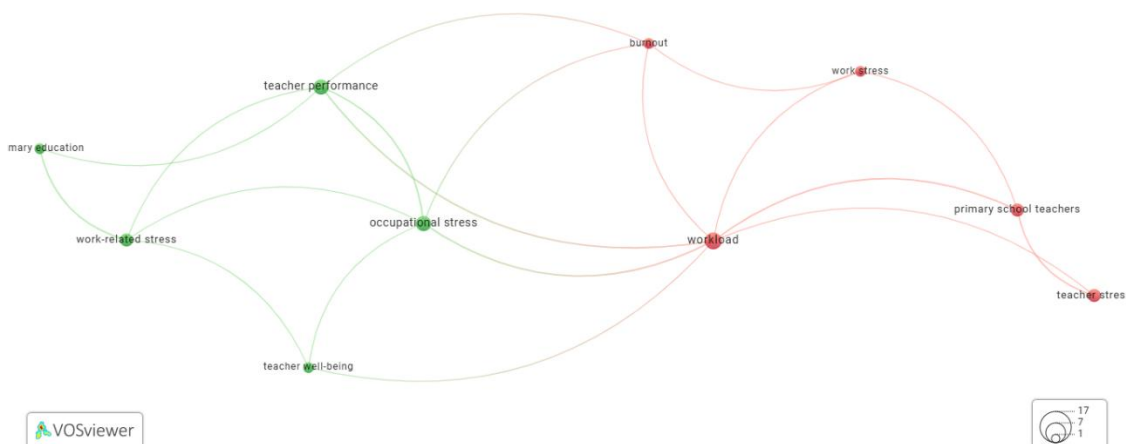 burnout
work stress
teacher performance
mary education
primary school teachers
occupational stress
work-related stress
workload
teacher stres
teacher well-being
VOSviewer
17
7
1